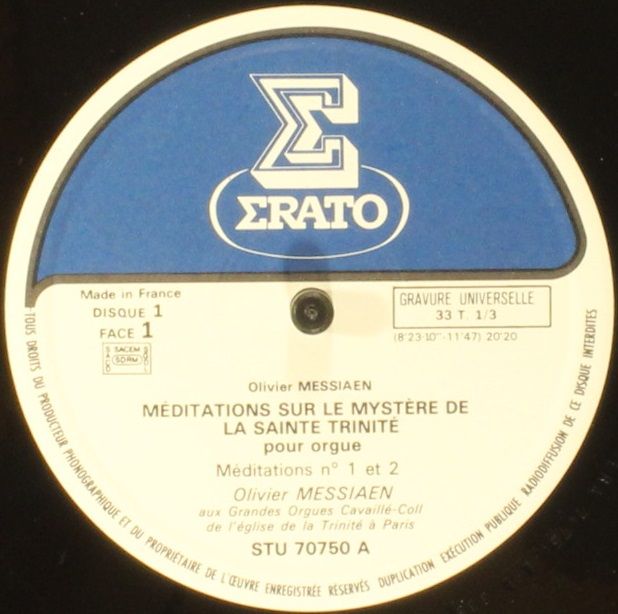 Σ
ΣRATO
Made in France
DISQUE 1
FACE 1
SACEM
SACD
SDRM
SGDL
GRAVURE UNIVERSELLE
33 T. 1/3
(8'23-10"-11'47) 20'20
Olivier MESSIAEN
MÉDITATIONS SUR LE MYSTÈRE DE
LA SAINTE TRINITÉ
pour orgue
Méditations n° 1 et 2
Olivier MESSIAEN
aux Grandes Orgues Cavaillé-Coll
de l'église de la Trinité à Paris
STU 70750 A
TOUS DROITS DU PRODUCTEUR PHONOGRAPHIQUE ET DU PROPRIÉTAIRE DE L'ŒUVRE ENREGISTRÉE RÉSERVÉS DUPLICATION EXÉCUTION PUBLIQUE RADIODIFFUSION DE CE DISQUE INTERDITES